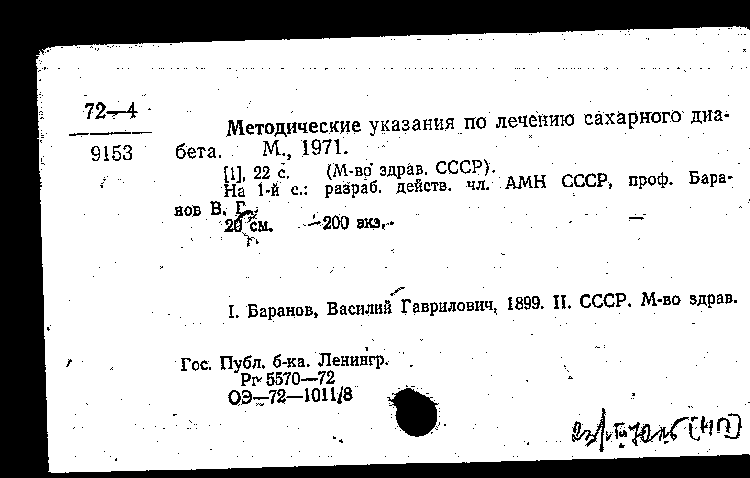 72—4
9153
Методические указания по лечению сахарного диа-
бета. М., 1971.
[1], 22 с. (М-во здрав. СССР).
На 1-й с.: разраб. действ. чл. АМН СССР, проф. Бара-
нов В. Г.
20 см. —200 экз.
I. Баранов, Василий Гаврилович, 1899. II. СССР. М-во здрав.
Гос. Публ. б-ка. Ленингр.
Рг 5570—72
ОЭ—72—1011/8
[НП]